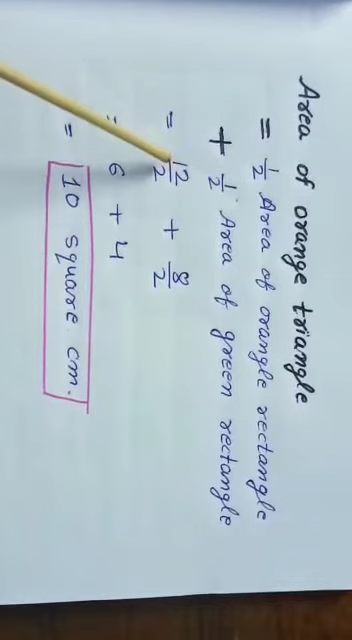 Area of orange triangle
= 1/2 Area of orangle rectangle
+ 1/2 Area of green rectangle
= 12/2 + 8/2
= 6 + 4
= 10 square cm.